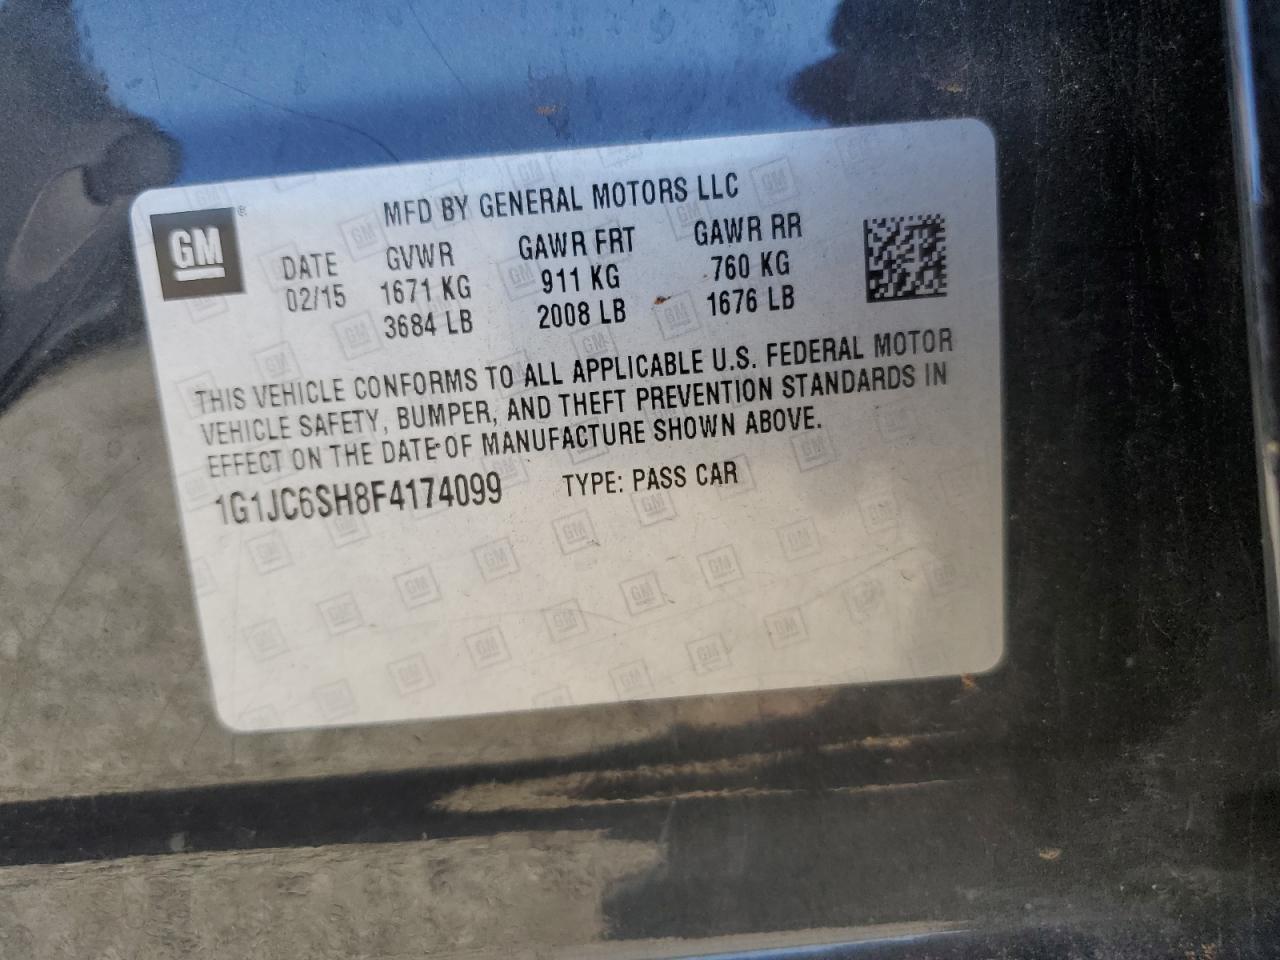 MFD BY GENERAL MOTORS LLC
GM ®
DATE GVWR GAWR FRT GAWR RR
02/15 1671 KG 911 KG 760 KG
3684 LB 2008 LB 1676 LB
THIS VEHICLE CONFORMS TO ALL APPLICABLE U.S. FEDERAL MOTOR
VEHICLE SAFETY, BUMPER, AND THEFT PREVENTION STANDARDS IN
EFFECT ON THE DATE OF MANUFACTURE SHOWN ABOVE.
1G1JC6SH8F4174099 TYPE: PASS CAR